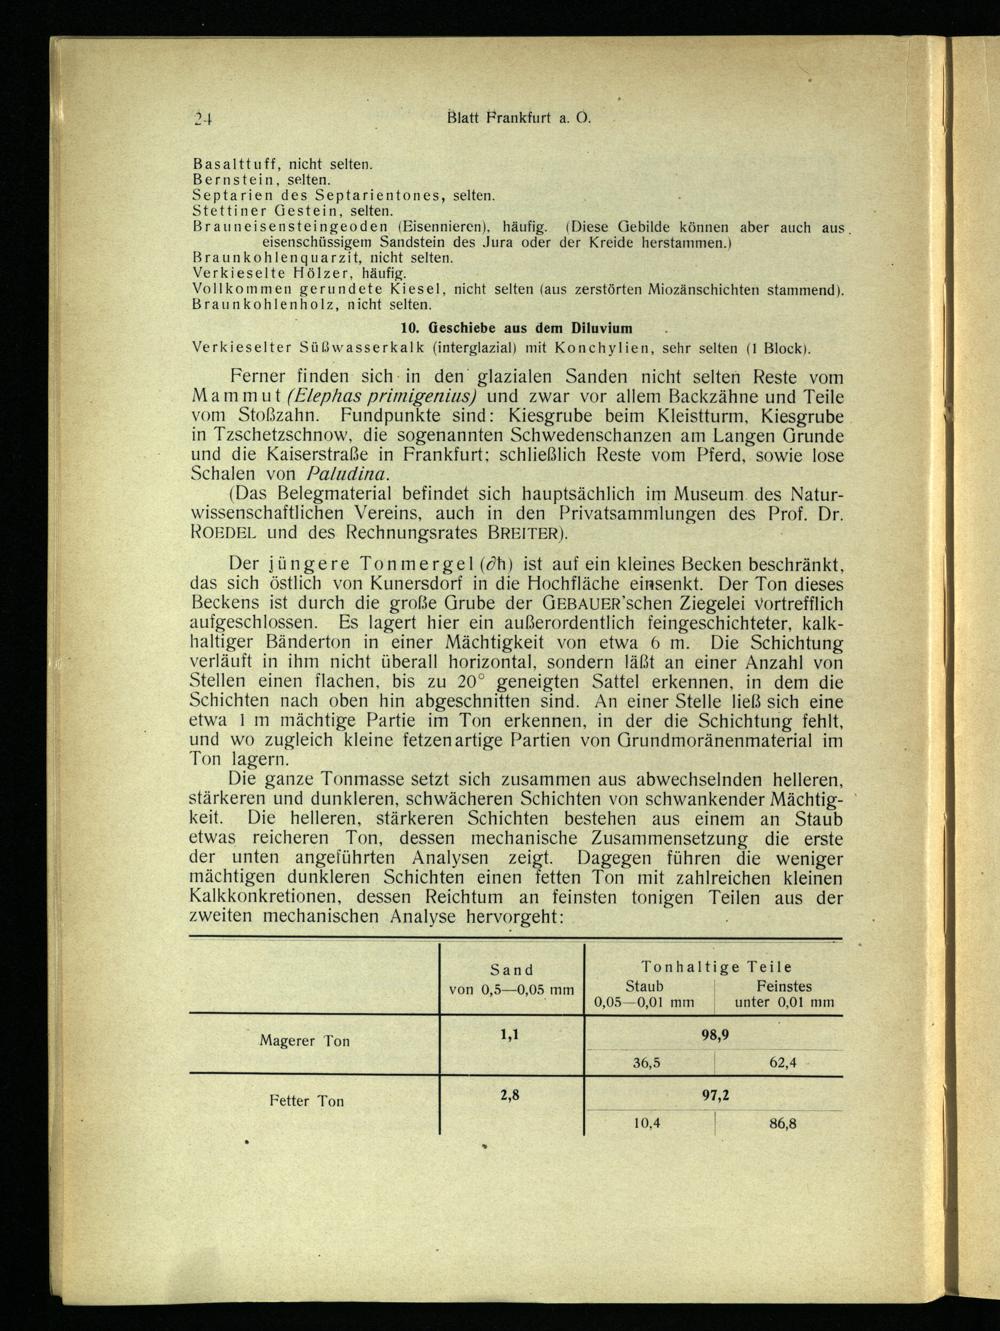 24
Blatt Frankfurt a. O.
Basalttuff, nicht selten.
Bernstein, selten.
Septarien des Septarientones, selten.
Stettiner Gestein, selten.
Brauneisensteingeoden (Eisennieren), häufig. (Diese Gebilde können aber auch aus
eisenschüssigem Sandstein des Jura oder der Kreide herstammen.)
Braunkohlenquarzit, nicht selten.
Verkieselte Hölzer, häufig.
Vollkommen gerundete Kiesel, nicht selten (aus zerstörten Miozänschichten stammend).
Braunkohlenholz, nicht selten.
10. Geschiebe aus dem Diluvium
Verkieselter Süßwasserkalk (interglazial) mit Konchylien, sehr selten (1 Block).
Ferner finden sich in den glazialen Sanden nicht selten Reste vom
Mammut (Elephas primigenius) und zwar vor allem Backzähne und Teile
vom Stoßzahn. Fundpunkte sind: Kiesgrube beim Kleistturm, Kiesgrube
in Tzschetzschnow, die sogenannten Schwedenschanzen am Langen Grunde
und die Kaiserstraße in Frankfurt; schließlich Reste vom Pferd, sowie lose
Schalen von Paludina.
(Das Belegmaterial befindet sich hauptsächlich im Museum des Natur-
wissenschaftlichen Vereins, auch in den Privatsammlungen des Prof. Dr.
ROEDEL und des Rechnungsrates BREITER).
Der jüngere Tonmergel (∂h) ist auf ein kleines Becken beschränkt,
das sich östlich von Kunersdorf in die Hochfläche einsenkt. Der Ton dieses
Beckens ist durch die große Grube der GEBAUER'schen Ziegelei vortrefflich
aufgeschlossen. Es lagert hier ein außerordentlich feingeschichteter, kalk-
haltiger Bänderton in einer Mächtigkeit von etwa 6 m. Die Schichtung
verläuft in ihm nicht überall horizontal, sondern läßt an einer Anzahl von
Stellen einen flachen, bis zu 20° geneigten Sattel erkennen, in dem die
Schichten nach oben hin abgeschnitten sind. An einer Stelle ließ sich eine
etwa 1 m mächtige Partie im Ton erkennen, in der die Schichtung fehlt,
und wo zugleich kleine fetzenartige Partien von Grundmoränenmaterial im
Ton lagern.
Die ganze Tonmasse setzt sich zusammen aus abwechselnden helleren,
stärkeren und dunkleren, schwächeren Schichten von schwankender Mächtig-
keit. Die helleren, stärkeren Schichten bestehen aus einem an Staub
etwas reicheren Ton, dessen mechanische Zusammensetzung die erste
der unten angeführten Analysen zeigt. Dagegen führen die weniger
mächtigen dunkleren Schichten einen fetten Ton mit zahlreichen kleinen
Kalkkonkretionen, dessen Reichtum an feinsten tonigen Teilen aus der
zweiten mechanischen Analyse hervorgeht:
Sand
von 0,5—0,05 mm
Tonhaltige Teile
Staub Feinstes
0,05—0,01 mm unter 0,01 mm
Magerer Ton 1,1 98,9
36,5 62,4
Fetter Ton 2,8 97,2
10,4 86,8